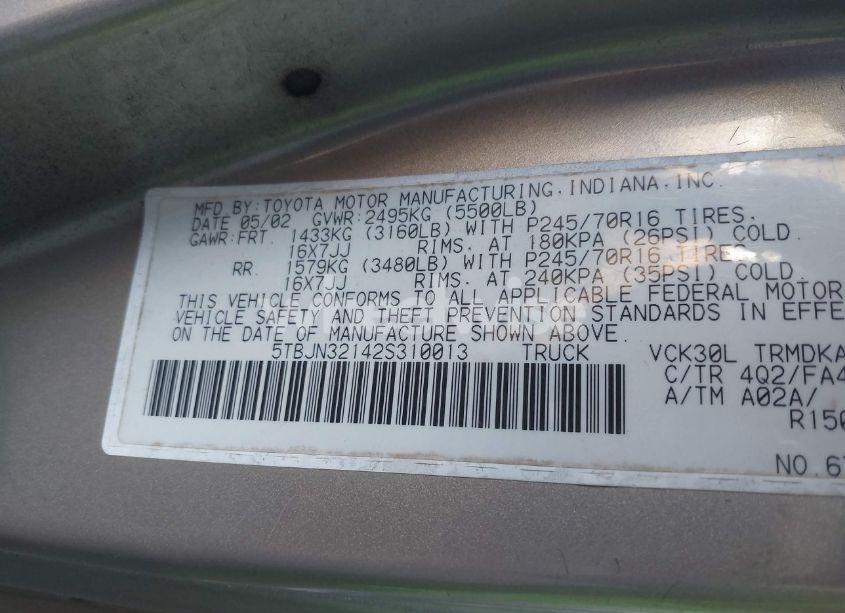 MFD BY:TOYOTA MOTOR MANUFACTURING.INDIANA.INC.
DATE 05/02 GVWR:2495KG (5500LB)
GAWR:FRT. 1433KG (3160LB) WITH P245/70R16 TIRES.
16X7JJ RIMS. AT 180KPA (26PSI) COLD.
RR. 1579KG (3480LB) WITH P245/70R16 TIRES.
16X7JJ RIMS. AT 240KPA (35PSI) COLD.
THIS VEHICLE CONFORMS TO ALL APPLICABLE FEDERAL MOTOR
VEHICLE SAFETY AND THEFT PREVENTION STANDARDS IN EFFE
ON THE DATE OF MANUFACTURE SHOWN ABOVE.
5TBJN32142S310013 TRUCK VCK30L TRMDKA
C/TR 4Q2/FA4
A/TM A02A/
R150
NO.